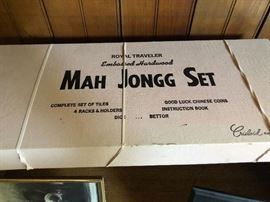 ROYAL TRAVELER
Embossed Hardwood
MAH JONGG SET
COMPLETE SET OF TILES
4 RACKS & HOLDERS
DICE ... BETTOR
GOOD LUCK CHINESE COINS
INSTRUCTION BOOK